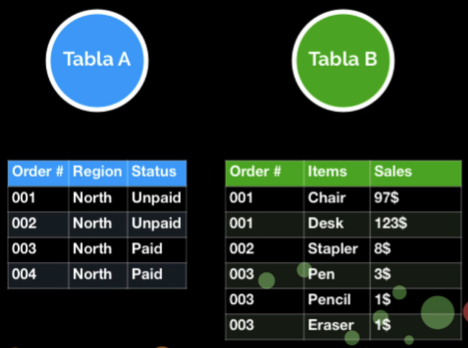 Tabla A
Tabla B
Order # Region Status
001 North Unpaid
002 North Unpaid
003 North Paid
004 North Paid
Order # Items Sales
001 Chair 97$
001 Desk 123$
002 Stapler 8$
003 Pen 3$
003 Pencil 1$
003 Eraser 1$